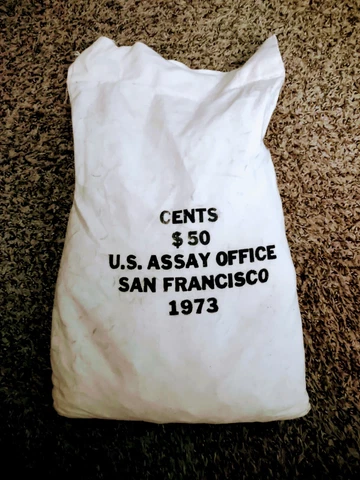 CENTS
$50
U.S. ASSAY OFFICE
SAN FRANCISCO
1973